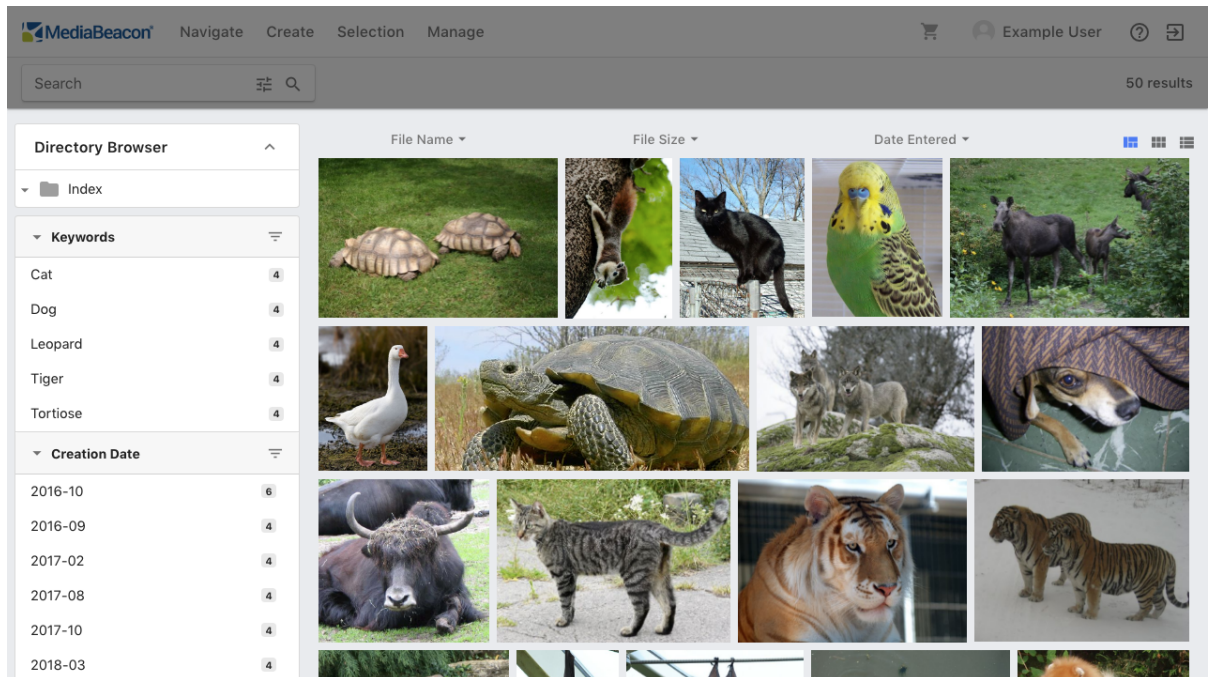 MediaBeacon® Navigate Create Selection Manage Example User
Search 50 results
Directory Browser
Index
Keywords
Cat 4
Dog 4
Leopard 4
Tiger 4
Tortiose 4
Creation Date
2016-10 6
2016-09 4
2017-02 4
2017-08 4
2017-10 4
2018-03 4
File Name File Size Date Entered